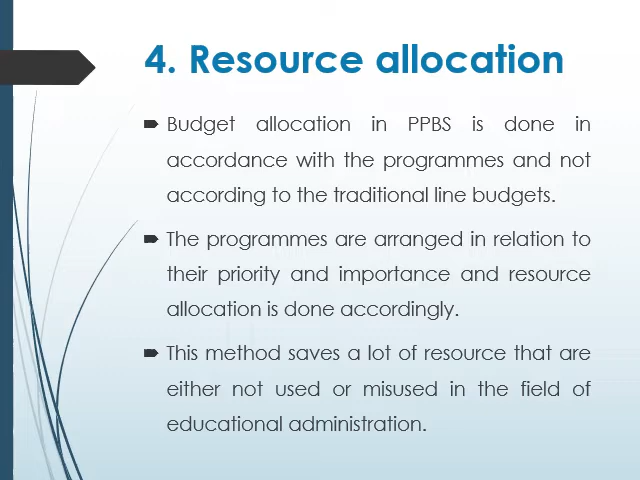 4. Resource allocation
Budget allocation in PPBS is done in
accordance with the programmes and not
according to the traditional line budgets.
The programmes are arranged in relation to
their priority and importance and resource
allocation is done accordingly.
This method saves a lot of resource that are
either not used or misused in the field of
educational administration.